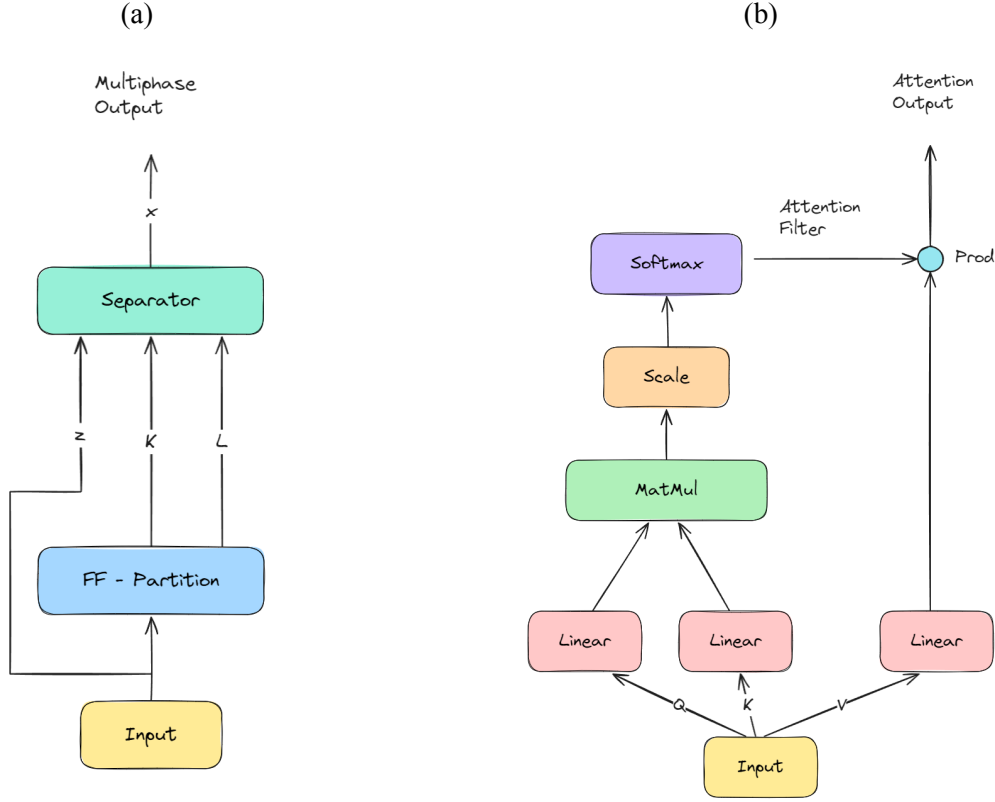 (a)
Multiphase
Output
x
Separator
z
K
L
FF - Partition
Input
(b)
Attention
Output
Attention
Filter
Prod
Softmax
Scale
MatMul
Linear
Linear
Linear
Q
K
V
Input